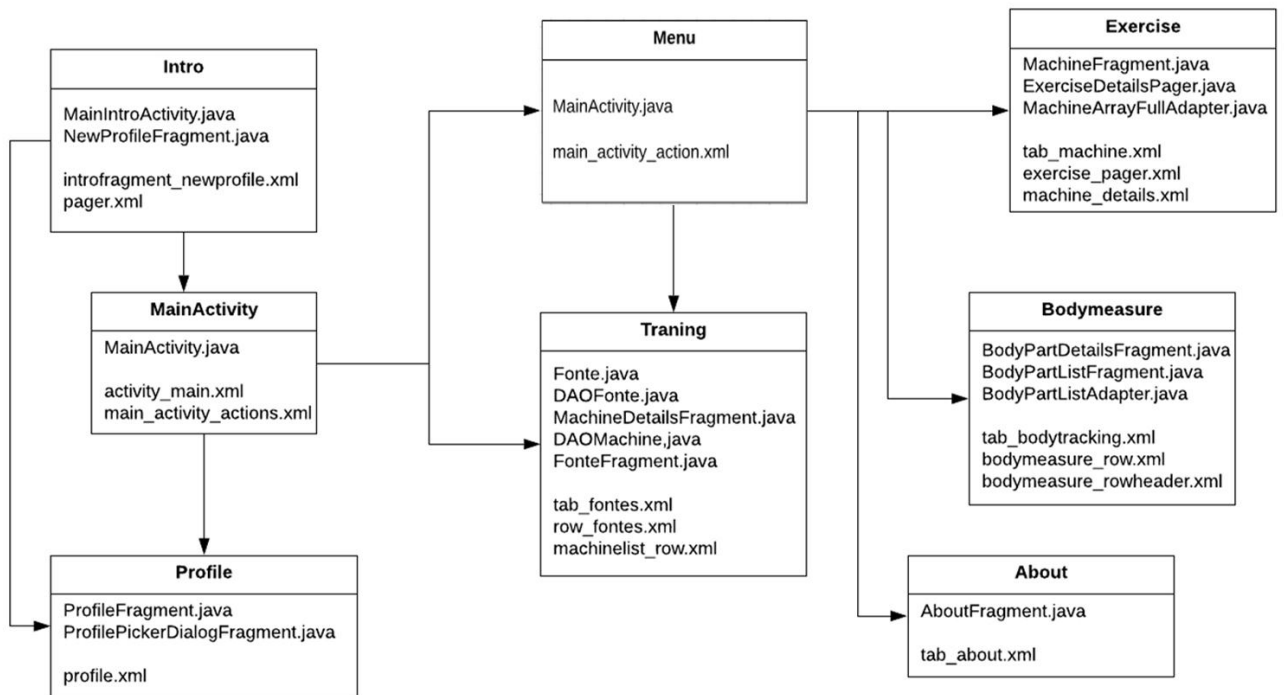 Intro
MainIntroActivity.java
NewProfileFragment.java
introfragment_newprofile.xml
pager.xml
MainActivity
MainActivity.java
activity_main.xml
main_activity_actions.xml
Profile
ProfileFragment.java
ProfilePickerDialogFragment.java
profile.xml
Menu
MainActivity.java
main_activity_action.xml
Traning
Fonte.java
DAOFonte.java
MachineDetailsFragment.java
DAOMachine,java
FonteFragment.java
tab_fontes.xml
row_fontes.xml
machinelist_row.xml
Exercise
MachineFragment.java
ExerciseDetailsPager.java
MachineArrayFullAdapter.java
tab_machine.xml
exercise_pager.xml
machine_details.xml
Bodymeasure
BodyPartDetailsFragment.java
BodyPartListFragment.java
BodyPartListAdapter.java
tab_bodytracking.xml
bodymeasure_row.xml
bodymeasure_rowheader.xml
About
AboutFragment.java
tab_about.xml